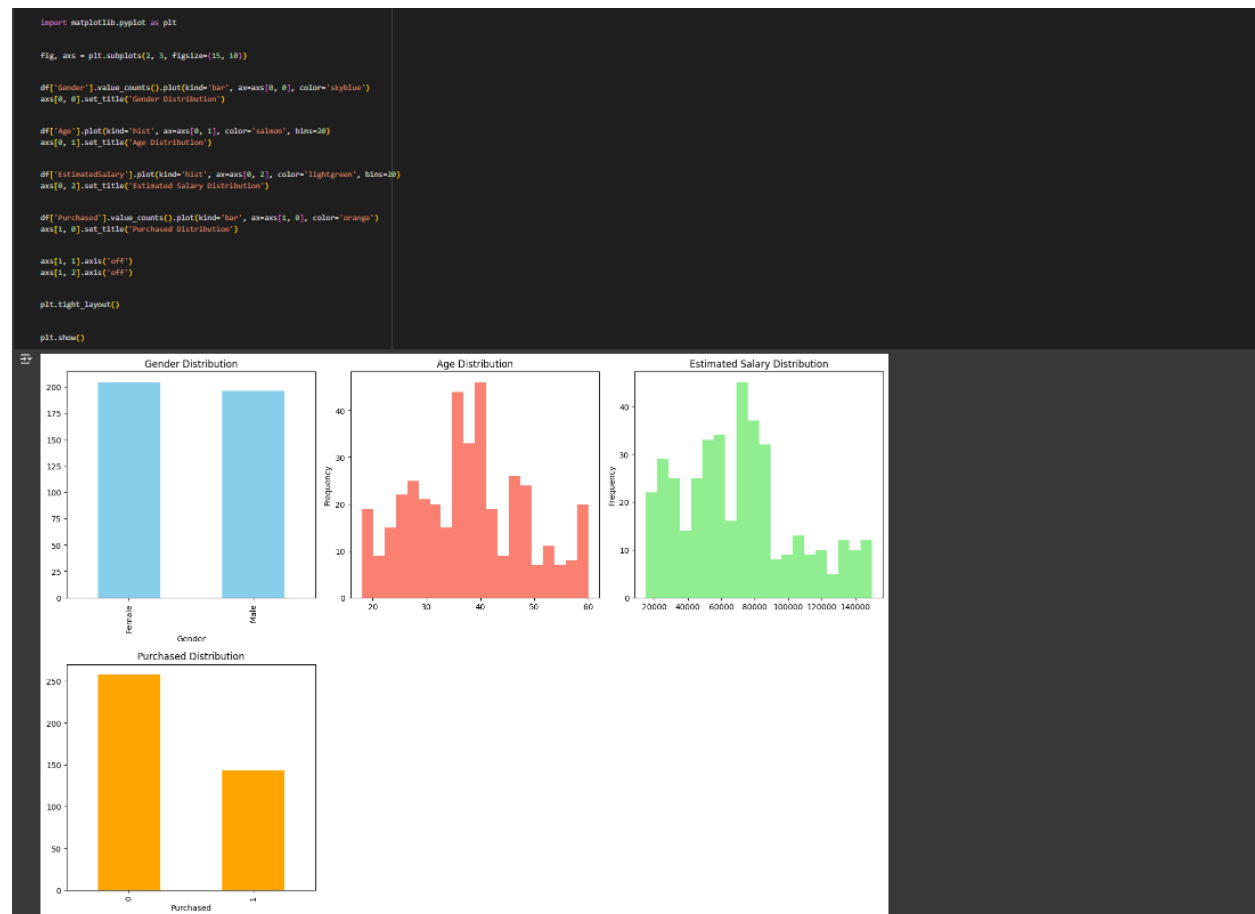 import matplotlib.pyplot as plt
fig, axs = plt.subplots(2, 3, figsize=(15, 10))
df['Gender'].value_counts().plot(kind='bar', ax=axs[0, 0], color='skyblue')
axs[0, 0].set_title('Gender Distribution')
df['Age'].plot(kind='hist', ax=axs[0, 1], color='salmon', bins=20)
axs[0, 1].set_title('Age Distribution')
df['EstimatedSalary'].plot(kind='hist', ax=axs[0, 2], color='lightgreen', bins=20)
axs[0, 2].set_title('Estimated Salary Distribution')
df['Purchased'].value_counts().plot(kind='bar', ax=axs[1, 0], color='orange')
axs[1, 0].set_title('Purchased Distribution')
axs[1, 1].axis('off')
axs[1, 2].axis('off')
plt.tight_layout()
plt.show()
Gender Distribution
200
175
150
125
100
75
50
25
0
Female
Male
Gender
Age Distribution
Frequency
40
30
20
10
0
20 30 40 50 60
Estimated Salary Distribution
Frequency
40
30
20
10
0
20000 40000 60000 80000 100000 120000 140000
Purchased Distribution
250
200
150
100
50
0
0
1
Purchased